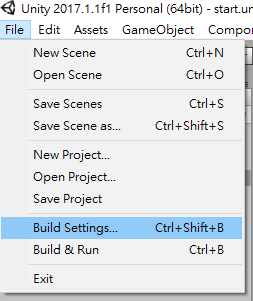 Unity 2017.1.1f1 Personal (64bit) - start.un
File Edit Assets GameObject Compo
New Scene Ctrl+N
Open Scene Ctrl+O
Save Scenes Ctrl+S
Save Scene as... Ctrl+Shift+S
New Project...
Open Project...
Save Project
Build Settings... Ctrl+Shift+B
Build & Run Ctrl+B
Exit